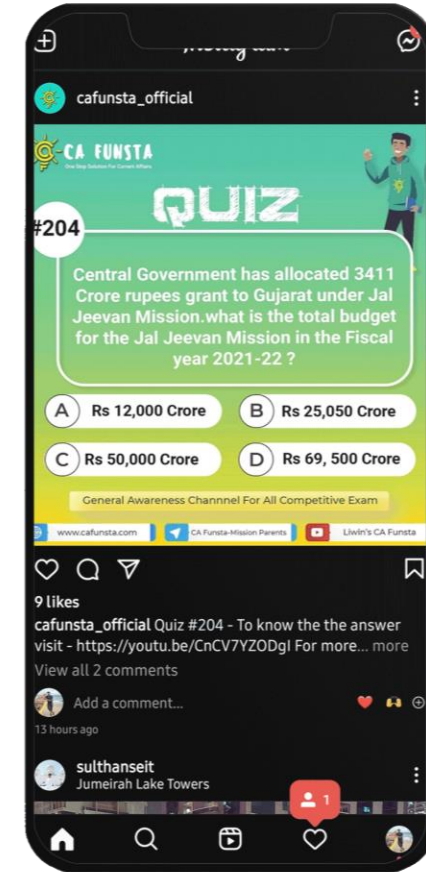 cafunsta_official
CA FUNSTA
One Stop Solution For Current Affairs
QUIZ
#204
Central Government has allocated 3411
Crore rupees grant to Gujarat under Jal
Jeevan Mission.what is the total budget
for the Jal Jeevan Mission in the Fiscal
year 2021-22 ?
A Rs 12,000 Crore
B Rs 25,050 Crore
C Rs 50,000 Crore
D Rs 69, 500 Crore
General Awareness Channnel For All Competitive Exam
www.cafunsta.com
CA Funsta-Mission Parents
Liwin's CA Funsta
9 likes
cafunsta_official Quiz #204 - To know the the answer
visit - https://youtu.be/CnCV7YZODgI For more... more
View all 2 comments
Add a comment...
13 hours ago
sulthanseit
Jumeirah Lake Towers
1